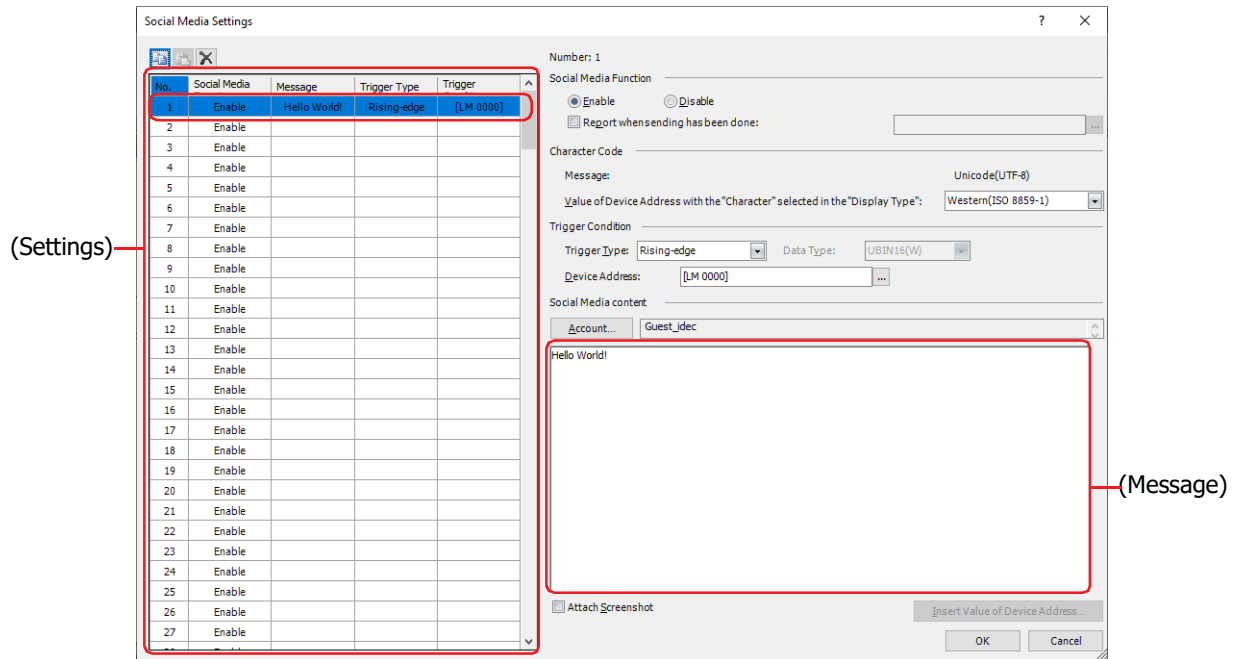 Social Media Settings ? ×
Number: 1
No. Social Media Message Trigger Type Trigger
1 Enable Hello World! Rising-edge [LM 0000]
2 Enable
3 Enable
4 Enable
5 Enable
6 Enable
7 Enable
8 Enable
9 Enable
10 Enable
11 Enable
12 Enable
13 Enable
14 Enable
15 Enable
16 Enable
17 Enable
18 Enable
19 Enable
20 Enable
21 Enable
22 Enable
23 Enable
24 Enable
25 Enable
26 Enable
27 Enable
(Settings)
Social Media Function
Enable Disable
Report when sending has been done: ...
Character Code
Message: Unicode(UTF-8)
Value of Device Address with the "Character" selected in the "Display Type": Western(ISO 8859-1)
Trigger Condition
Trigger Type: Rising-edge Data Type: UBIN16(W)
Device Address: [LM 0000] ...
Social Media content
Account... Guest_idec
Hello World!
(Message)
Attach Screenshot Insert Value of Device Address...
OK Cancel